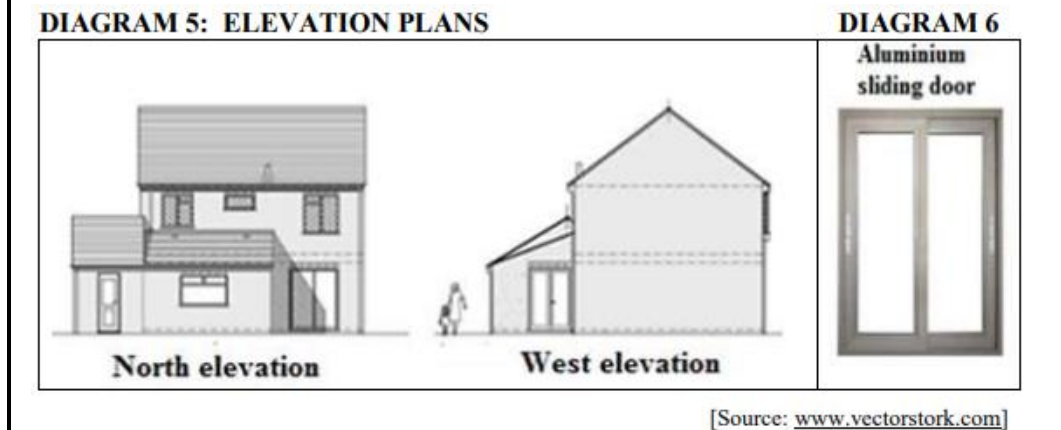 DIAGRAM 5: ELEVATION PLANS
DIAGRAM 6
Aluminium
sliding door
North elevation
West elevation
[Source: www.vectorstork.com]